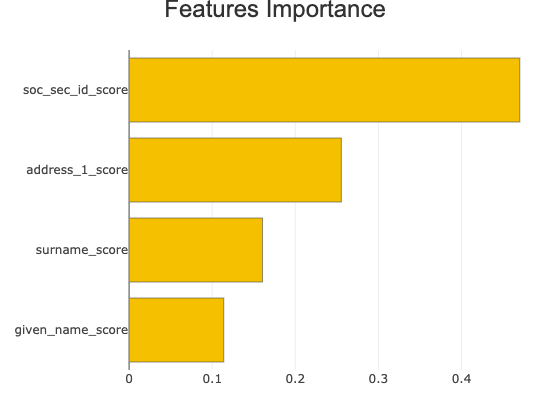 Features Importance
soc_sec_id_score
address_1_score
surname_score
given_name_score
0 0.1 0.2 0.3 0.4